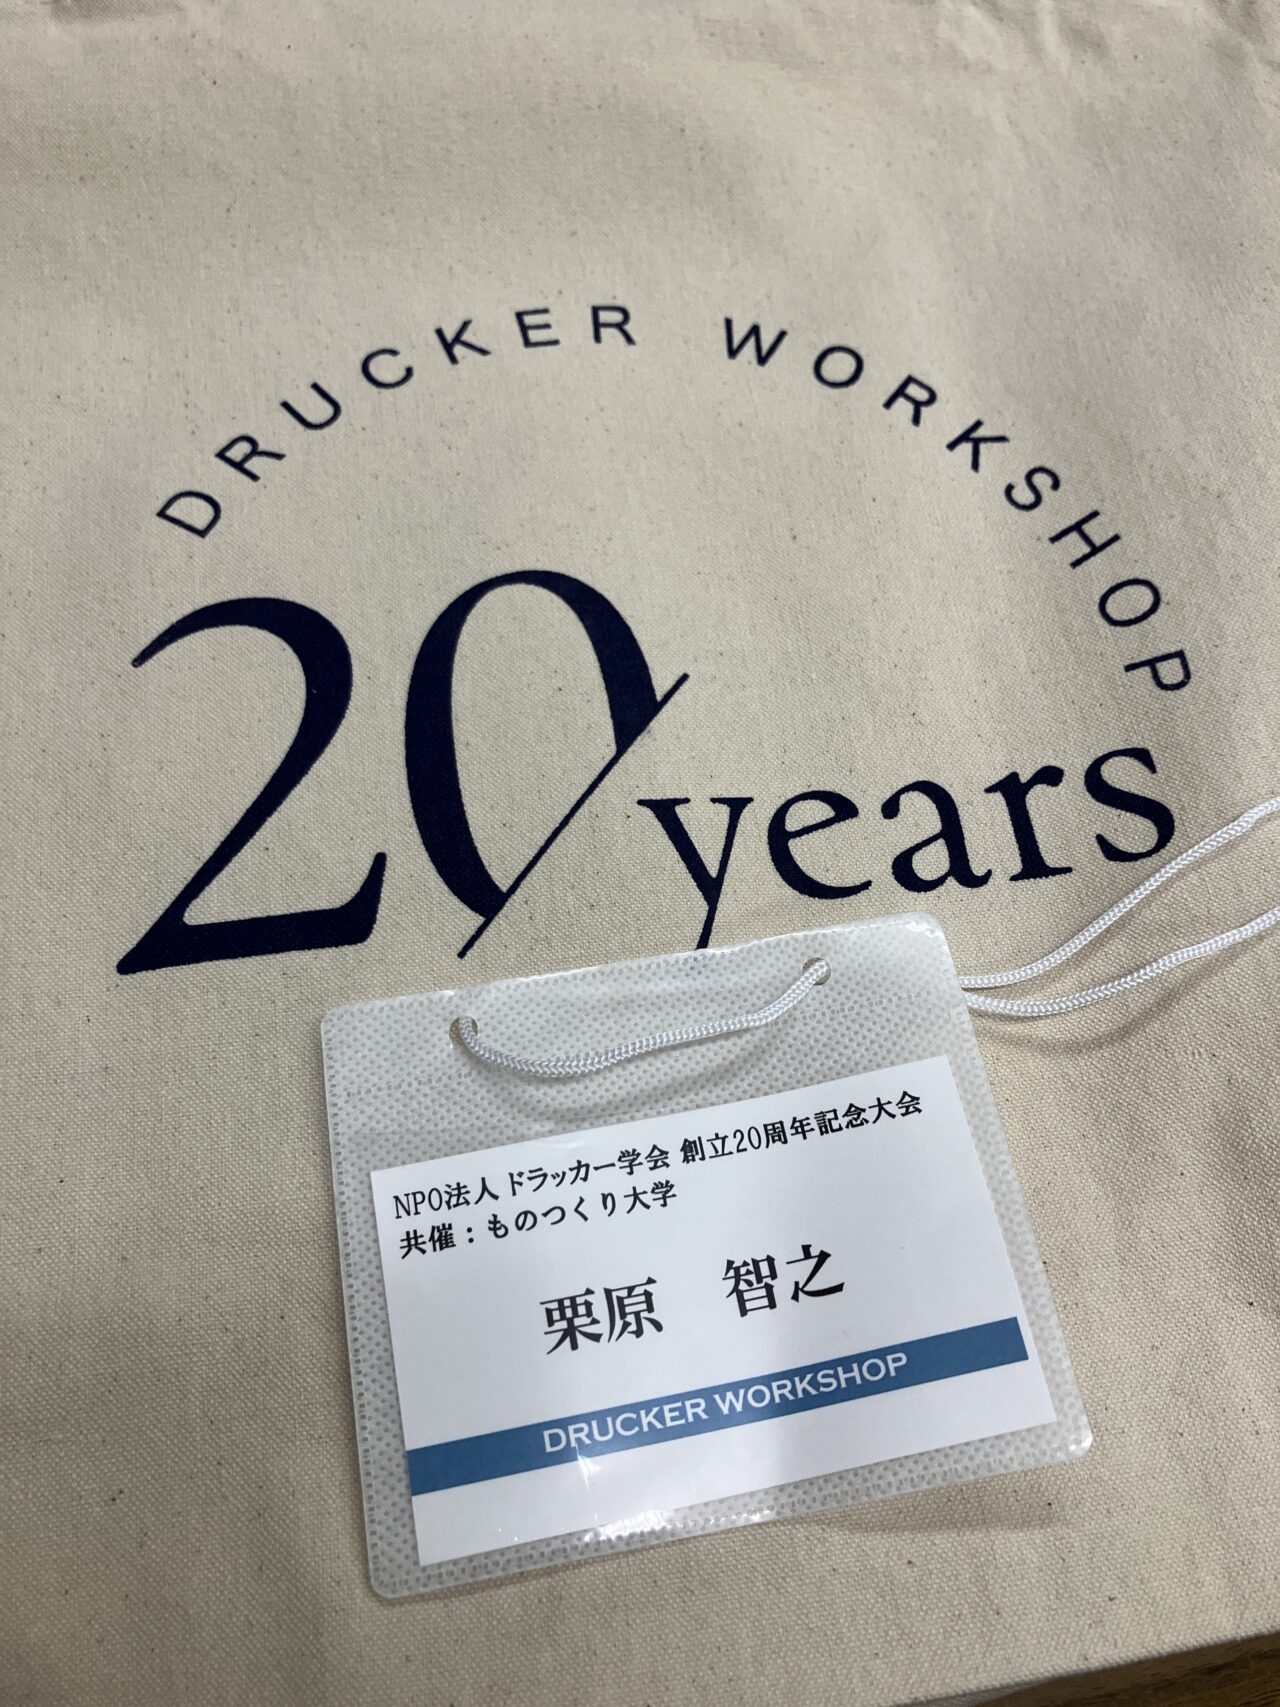 DRUCKER WORKSHOP
20 years
NPO法人ドラッカー学会 創立20周年記念大会
共催：ものつくり大学
栗原　智之
DRUCKER WORKSHOP